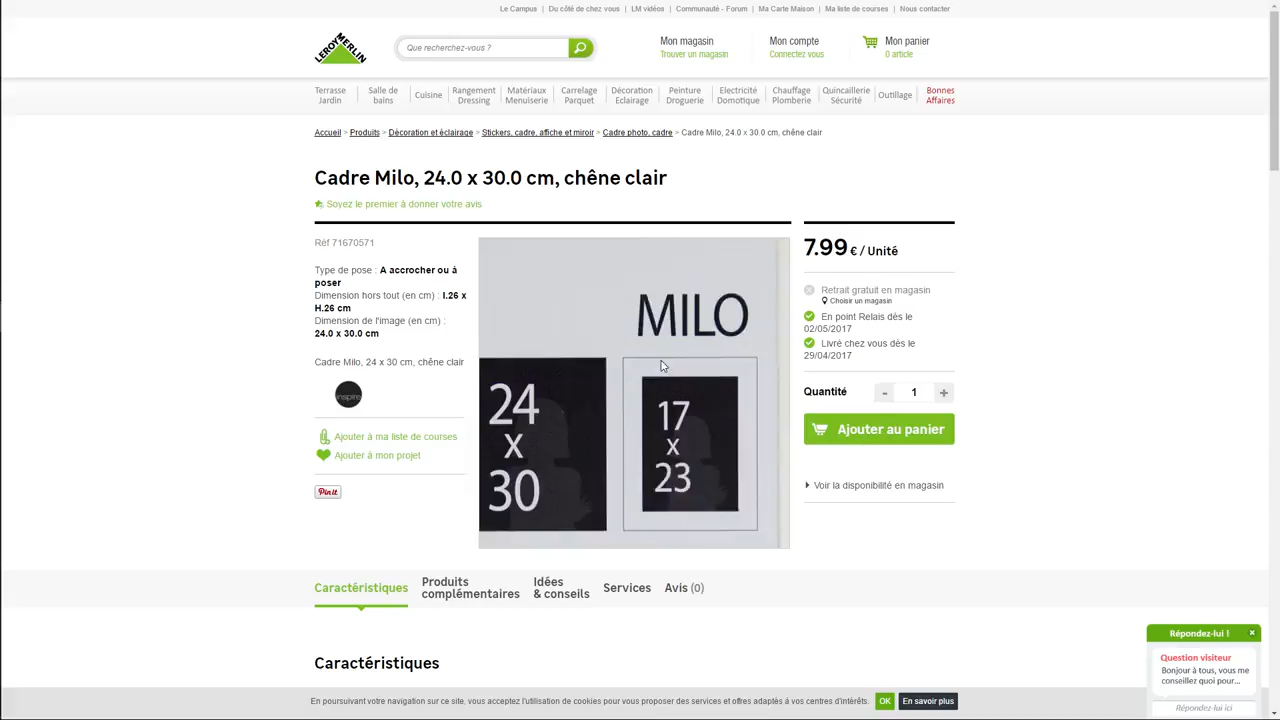 Le Campus | Du côté de chez vous | LM vidéos | Communauté - Forum | Ma Carte Maison | Ma liste de courses | Nous contacter
LEROY MERLIN
Que recherchez-vous ?
Mon magasin
Trouver un magasin
Mon compte
Connectez vous
Mon panier
0 article
Terrasse
Jardin
Salle de
bains
Cuisine
Rangement
Dressing
Matériaux
Menuiserie
Carrelage
Parquet
Décoration
Eclairage
Peinture
Droguerie
Electricité
Domotique
Chauffage
Plomberie
Quincaillerie
Sécurité
Outillage
Bonnes
Affaires
Accueil > Produits > Décoration et éclairage > Stickers, cadre, affiche et miroir > Cadre photo, cadre > Cadre Milo, 24.0 x 30.0 cm, chêne clair
Cadre Milo, 24.0 x 30.0 cm, chêne clair
Soyez le premier à donner votre avis
Réf 71670571
Type de pose : A accrocher ou à
poser
Dimension hors tout (en cm) : l.26 x
H.26 cm
Dimension de l'image (en cm) :
24.0 x 30.0 cm
Cadre Milo, 24 x 30 cm, chêne clair
inspire
Ajouter à ma liste de courses
Ajouter à mon projet
Pin it
MILO
24
x
30
17
x
23
7.99 € / Unité
Retrait gratuit en magasin
Choisir un magasin
En point Relais dès le
02/05/2017
Livré chez vous dès le
29/04/2017
Quantité
- 1 +
Ajouter au panier
Voir la disponibilité en magasin
Caractéristiques
Produits
complémentaires
Idées
& conseils
Services
Avis (0)
Caractéristiques
Répondez-lui !
Question visiteur
Bonjour à tous, vous me
conseillez quoi pour...
Répondez-lui ici
En poursuivant votre navigation sur ce site, vous acceptez l'utilisation de cookies pour vous proposer des services et offres adaptés à vos centres d'intérêts.
OK
En savoir plus